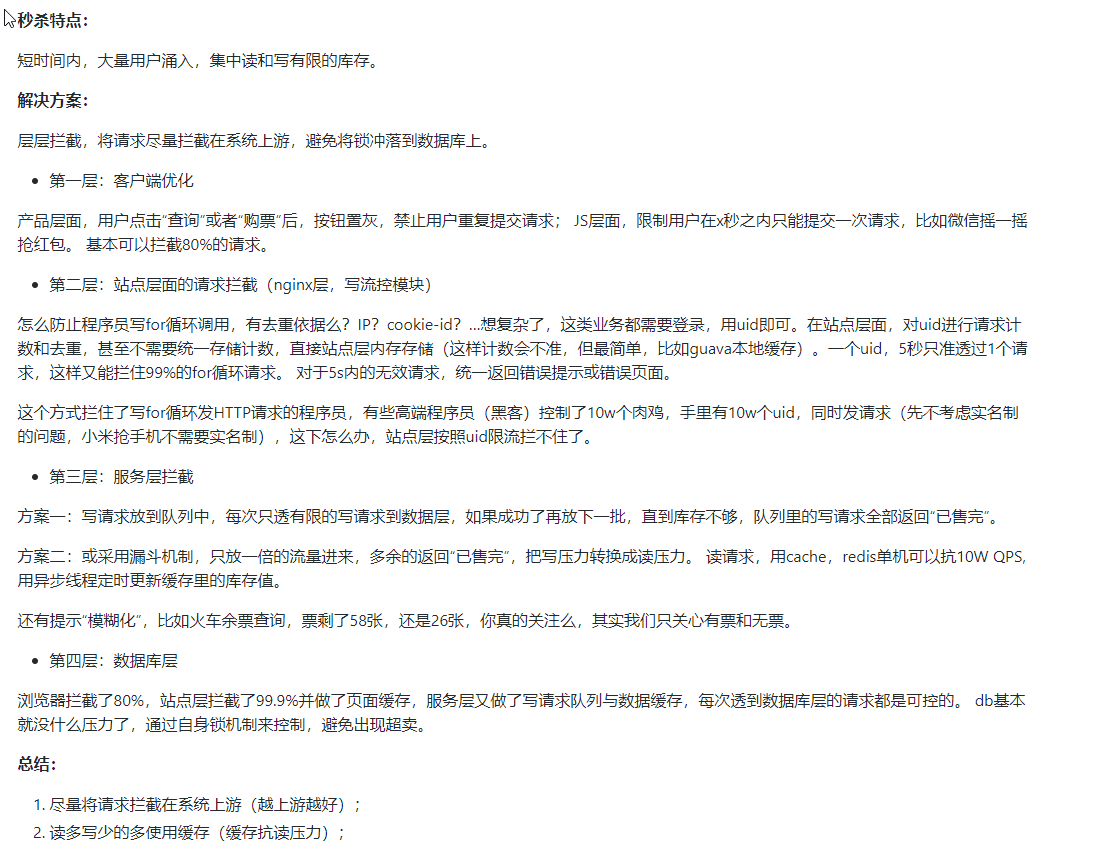 秒杀特点：
短时间内，大量用户涌入，集中读和写有限的库存。
解决方案：
层层拦截，将请求尽量拦截在系统上游，避免将锁冲落到数据库上。
• 第一层：客户端优化
产品层面，用户点击“查询”或者“购票”后，按钮置灰，禁止用户重复提交请求； JS层面，限制用户在x秒之内只能提交一次请求，比如微信摇一摇
抢红包。 基本可以拦截80%的请求。
• 第二层：站点层面的请求拦截（nginx层，写流控模块）
怎么防止程序员写for循环调用，有去重依据么？IP？cookie-id？...想复杂了，这类业务都需要登录，用uid即可。在站点层面，对uid进行请求计
数和去重，甚至不需要统一存储计数，直接站点层内存存储（这样计数会不准，但最简单，比如guava本地缓存）。一个uid，5秒只准透过1个请
求，这样又能拦住99%的for循环请求。 对于5s内的无效请求，统一返回错误提示或错误页面。
这个方式拦住了写for循环发HTTP请求的程序员，有些高端程序员（黑客）控制了10w个肉鸡，手里有10w个uid，同时发请求（先不考虑实名制
的问题，小米抢手机不需要实名制），这下怎么办，站点层按照uid限流拦不住了。
• 第三层：服务层拦截
方案一：写请求放到队列中，每次只透有限的写请求到数据层，如果成功了再放下一批，直到库存不够，队列里的写请求全部返回“已售完”。
方案二：或采用漏斗机制，只放一倍的流量进来，多余的返回“已售完”，把写压力转换成读压力。 读请求，用cache，redis单机可以抗10W QPS,
用异步线程定时更新缓存里的库存值。
还有提示“模糊化”，比如火车余票查询，票剩了58张，还是26张，你真的关注么，其实我们只关心有票和无票。
• 第四层：数据库层
浏览器拦截了80%，站点层拦截了99.9%并做了页面缓存，服务层又做了写请求队列与数据缓存，每次透到数据库层的请求都是可控的。 db基本
就没什么压力了，通过自身锁机制来控制，避免出现超卖。
总结：
1. 尽量将请求拦截在系统上游（越上游越好）；
2. 读多写少的多使用缓存（缓存抗读压力）；